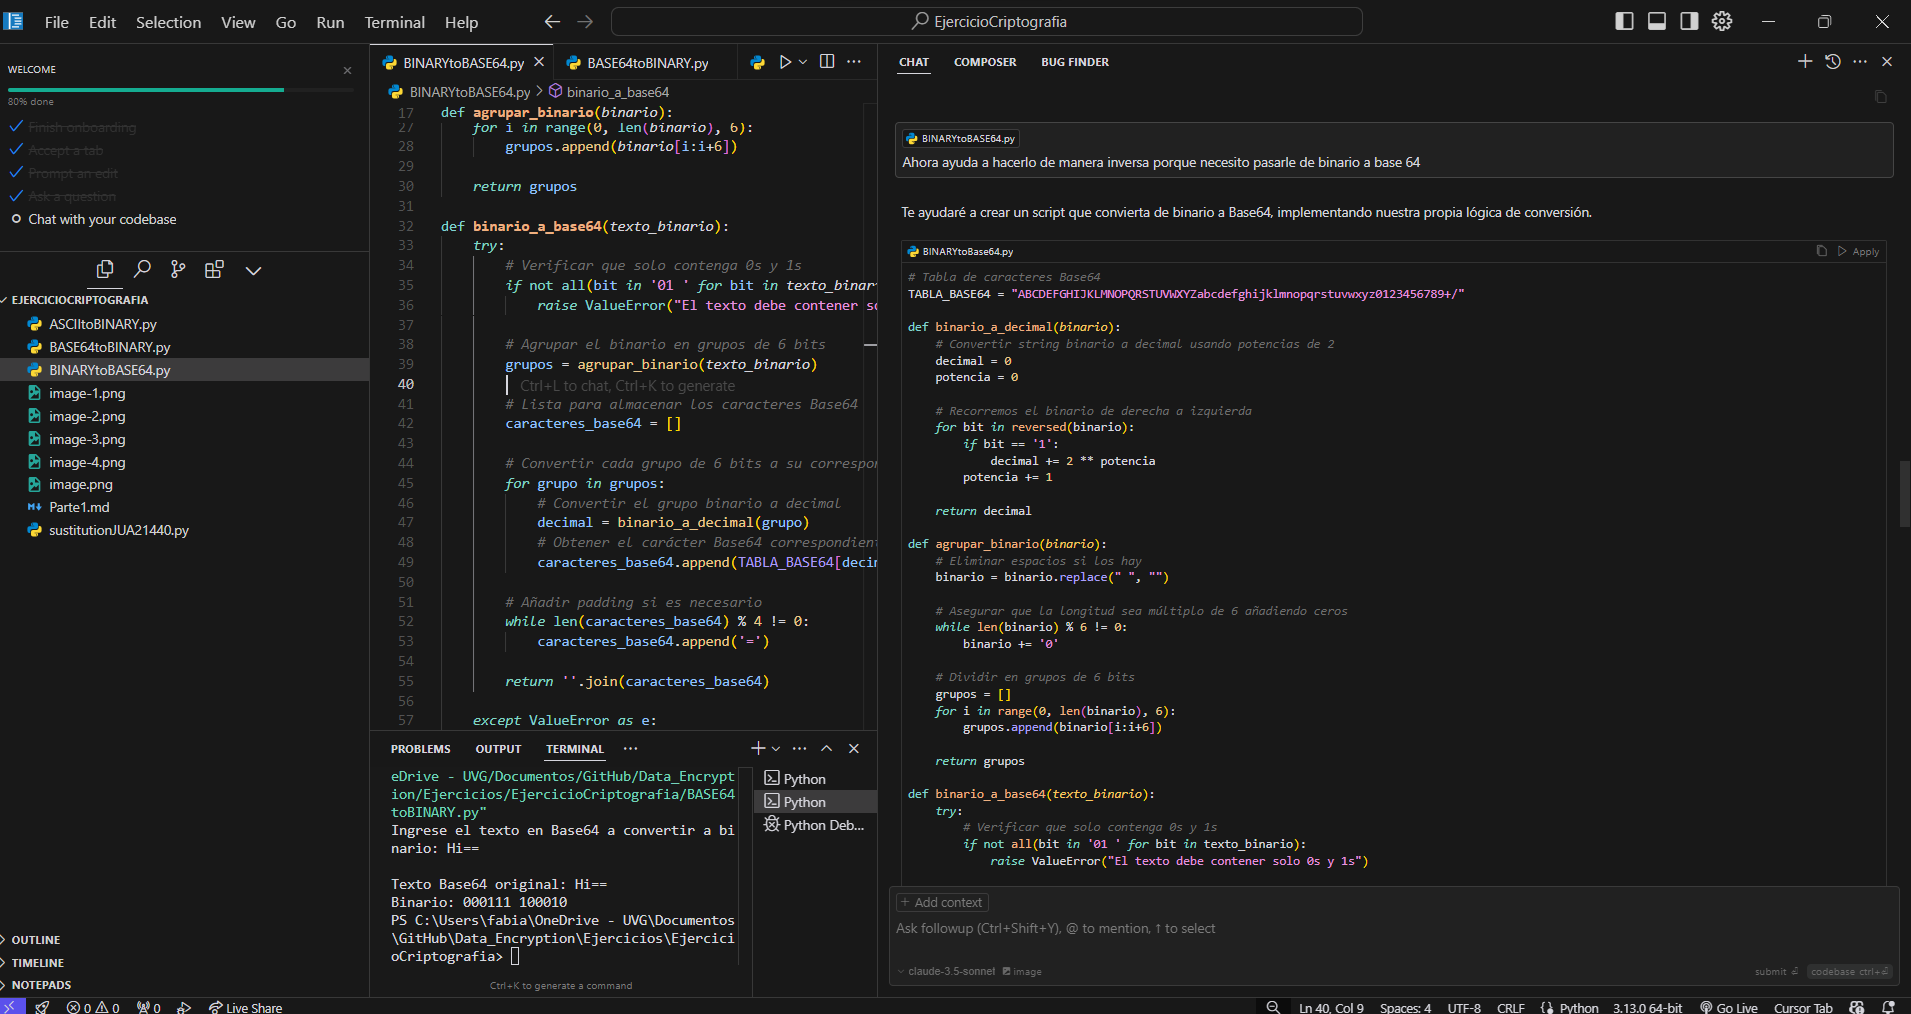 File Edit Selection View Go Run Terminal Help
EjercicioCriptografia
WELCOME
80% done
Finish onboarding
Accept a tab
Prompt an edit
Ask a question
Chat with your codebase
EJERCICIOCRIPTOGRAFIA
ASCIItoBINARY.py
BASE64toBINARY.py
BINARYtoBASE64.py
image-1.png
image-2.png
image-3.png
image-4.png
image.png
Parte1.md
sustitutionJUA21440.py
OUTLINE
TIMELINE
NOTEPADS
BINARYtoBASE64.py BASE64toBINARY.py
BINARYtoBASE64.py > binario_a_base64
17 def agrupar_binario(binario):
27 for i in range(0, len(binario), 6):
28 grupos.append(binario[i:i+6])
29
30 return grupos
31
32 def binario_a_base64(texto_binario):
33 try:
34 # Verificar que solo contenga 0s y 1s
35 if not all(bit in '01 ' for bit in texto_binar
36 raise ValueError("El texto debe contener so
37
38 # Agrupar el binario en grupos de 6 bits
39 grupos = agrupar_binario(texto_binario)
40 Ctrl+L to chat, Ctrl+K to generate
41 # Lista para almacenar los caracteres Base64
42 caracteres_base64 = []
43
44 # Convertir cada grupo de 6 bits a su correspon
45 for grupo in grupos:
46 # Convertir el grupo binario a decimal
47 decimal = binario_a_decimal(grupo)
48 # Obtener el carácter Base64 correspondient
49 caracteres_base64.append(TABLA_BASE64[decim
50
51 # Añadir padding si es necesario
52 while len(caracteres_base64) % 4 != 0:
53 caracteres_base64.append('=')
54
55 return ''.join(caracteres_base64)
56
57 except ValueError as e:
PROBLEMS OUTPUT TERMINAL
eDrive - UVG/Documentos/GitHub/Data_Encrypt
ion/Ejercicios/EjercicioCriptografia/BASE64
toBINARY.py"
Ingrese el texto en Base64 a convertir a bi
nario: Hi==
Texto Base64 original: Hi==
Binario: 000111 100010
PS C:\Users\fabia\OneDrive - UVG\Documentos
\GitHub\Data_Encryption\Ejercicios\Ejercici
oCriptografia>
Ctrl+K to generate a command
Python
Python
Python Deb...
CHAT COMPOSER BUG FINDER
BINARYtoBASE64.py
Ahora ayuda a hacerlo de manera inversa porque necesito pasarle de binario a base 64
Te ayudaré a crear un script que convierta de binario a Base64, implementando nuestra propia lógica de conversión.
BINARYtoBase64.py Apply
# Tabla de caracteres Base64
TABLA_BASE64 = "ABCDEFGHIJKLMNOPQRSTUVWXYZabcdefghijklmnopqrstuvwxyz0123456789+/"
def binario_a_decimal(binario):
# Convertir string binario a decimal usando potencias de 2
decimal = 0
potencia = 0
# Recorremos el binario de derecha a izquierda
for bit in reversed(binario):
if bit == '1':
decimal += 2 ** potencia
potencia += 1
return decimal
def agrupar_binario(binario):
# Eliminar espacios si los hay
binario = binario.replace(" ", "")
# Asegurar que la longitud sea múltiplo de 6 añadiendo ceros
while len(binario) % 6 != 0:
binario += '0'
# Dividir en grupos de 6 bits
grupos = []
for i in range(0, len(binario), 6):
grupos.append(binario[i:i+6])
return grupos
def binario_a_base64(texto_binario):
try:
# Verificar que solo contenga 0s y 1s
if not all(bit in '01 ' for bit in texto_binario):
raise ValueError("El texto debe contener solo 0s y 1s")
+ Add context
Ask followup (Ctrl+Shift+Y), @ to mention, ↑ to select
claude-3.5-sonnet image submit codebase ctrl+⏎
0 0 0 Live Share
Ln 40, Col 9 Spaces: 4 UTF-8 CRLF Python 3.13.0 64-bit Go Live Cursor Tab